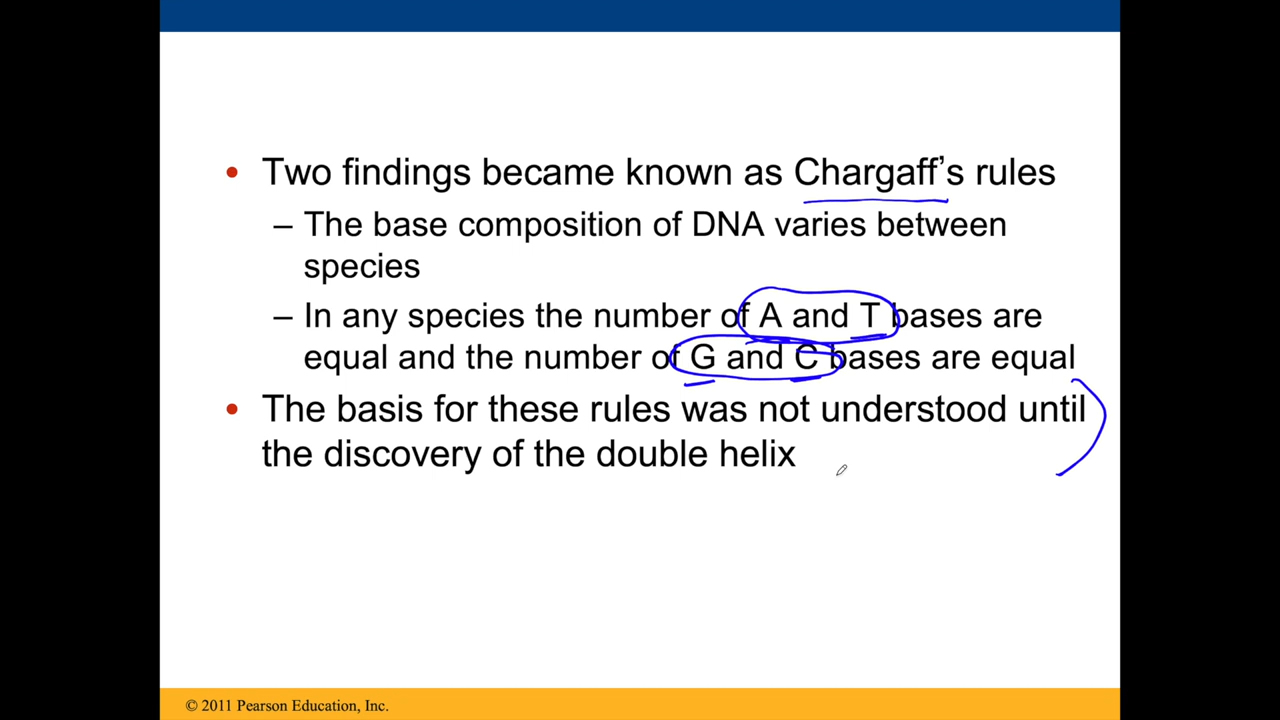 • Two findings became known as Chargaff’s rules
– The base composition of DNA varies between
species
– In any species the number of A and T bases are
equal and the number of G and C bases are equal
• The basis for these rules was not understood until
the discovery of the double helix
© 2011 Pearson Education, Inc.